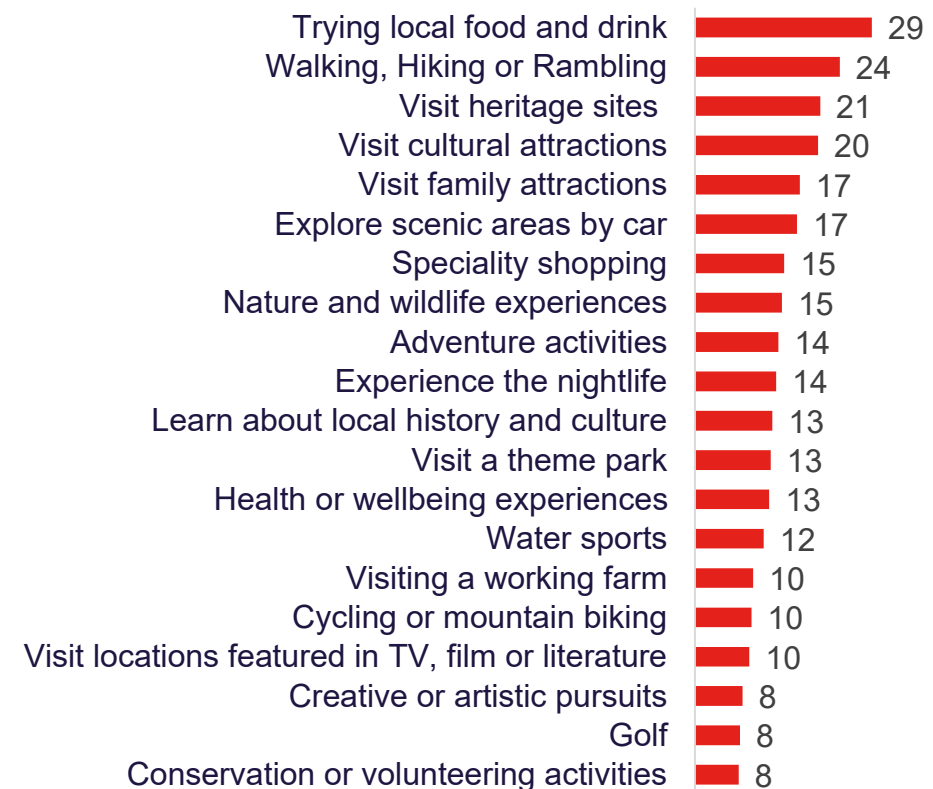 Trying local food and drink 29
Walking, Hiking or Rambling 24
Visit heritage sites 21
Visit cultural attractions 20
Visit family attractions 17
Explore scenic areas by car 17
Speciality shopping 15
Nature and wildlife experiences 15
Adventure activities 14
Experience the nightlife 14
Learn about local history and culture 13
Visit a theme park 13
Health or wellbeing experiences 13
Water sports 12
Visiting a working farm 10
Cycling or mountain biking 10
Visit locations featured in TV, film or literature 10
Creative or artistic pursuits 8
Golf 8
Conservation or volunteering activities 8